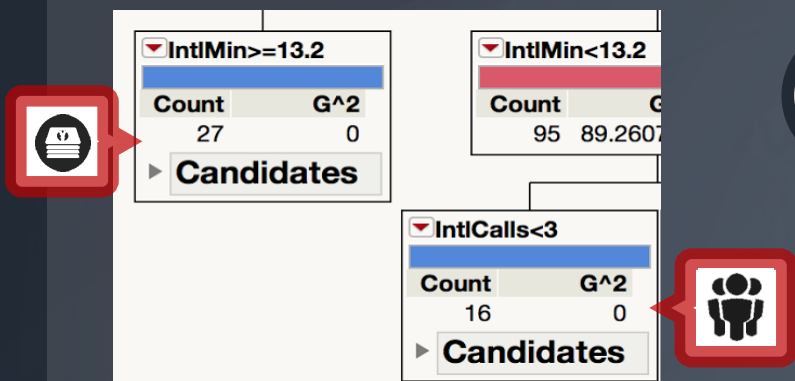 IntlMin>=13.2
Count G^2
27 0
Candidates
IntlMin<13.2
Count
95 89.2607
IntlCalls<3
Count G^2
16 0
Candidates